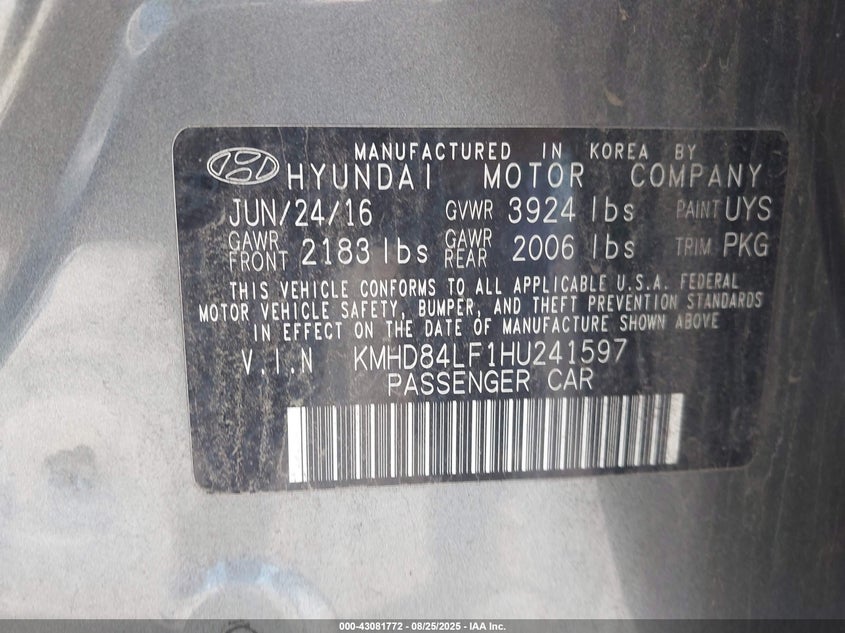 MANUFACTURED IN KOREA BY
HYUNDAI MOTOR COMPANY
JUN/24/16 GVWR 3924 lbs PAINT UYS
GAWR FRONT 2183 lbs GAWR REAR 2006 lbs TRIM PKG
THIS VEHICLE CONFORMS TO ALL APPLICABLE U.S.A. FEDERAL
MOTOR VEHICLE SAFETY, BUMPER, AND THEFT PREVENTION STANDARDS
IN EFFECT ON THE DATE OF MANUFACTURE SHOWN ABOVE
V.I.N KMHD84LF1HU241597
PASSENGER CAR
000-43081772 - 08/25/2025 - IAA Inc.